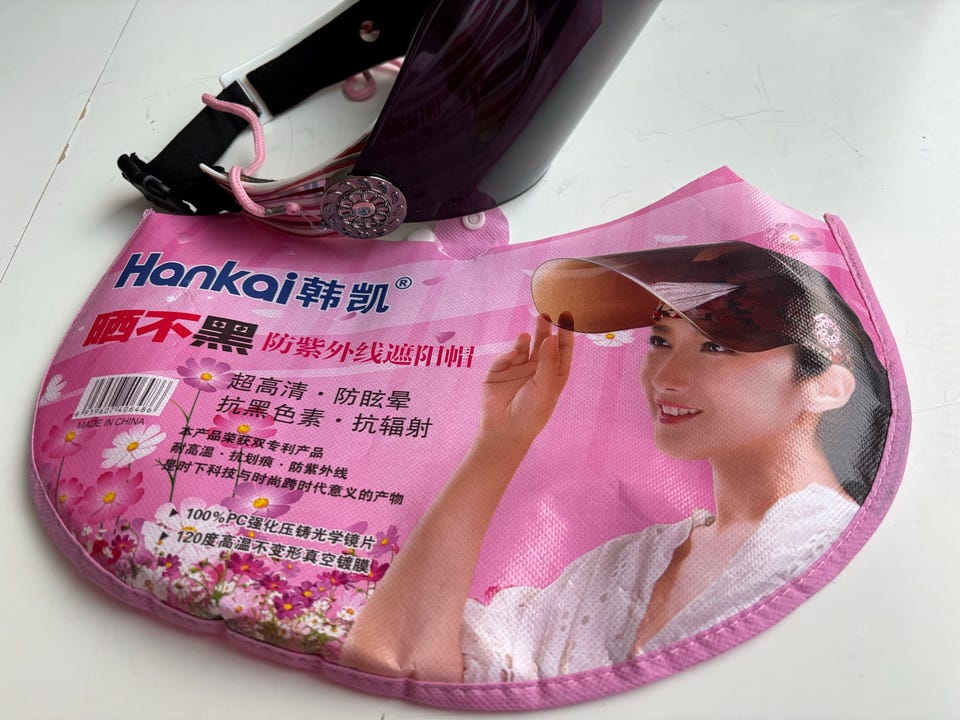 Hankai韩凯®
晒不黑 防紫外线遮阳帽
超高清·防眩晕
抗黑色素·抗辐射
6939607406486
MADE IN CHINA
本产品荣获双专利产品
耐高温·抗划痕·防紫外线
是时下科技与时尚跨时代意义的产物
▶ 100%PC强化压铸光学镜片
▶ 120度高温不变形真空镀膜